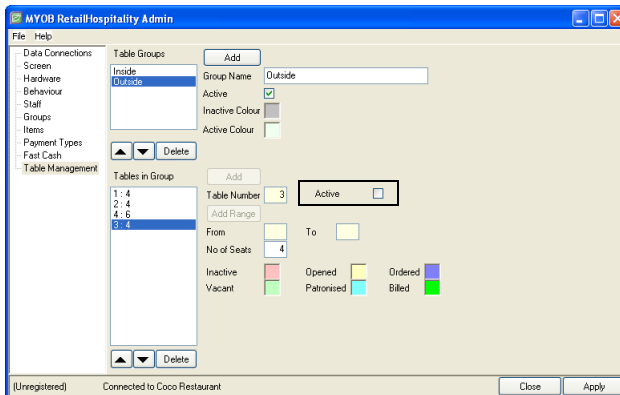 MYOB RetailHospitality Admin
File Help
Data Connections
Screen
Hardware
Behaviour
Staff
Groups
Items
Payment Types
Fast Cash
Table Management
Table Groups
Inside
Outside
Delete
Add
Group Name Outside
Active
Inactive Colour
Active Colour
Tables in Group
1 : 4
2 : 4
4 : 6
3 : 4
Delete
Add
Table Number 3 Active
Add Range
From To
No of Seats 4
Inactive Opened Ordered
Vacant Patronised Billed
(Unregistered) Connected to Coco Restaurant Close Apply